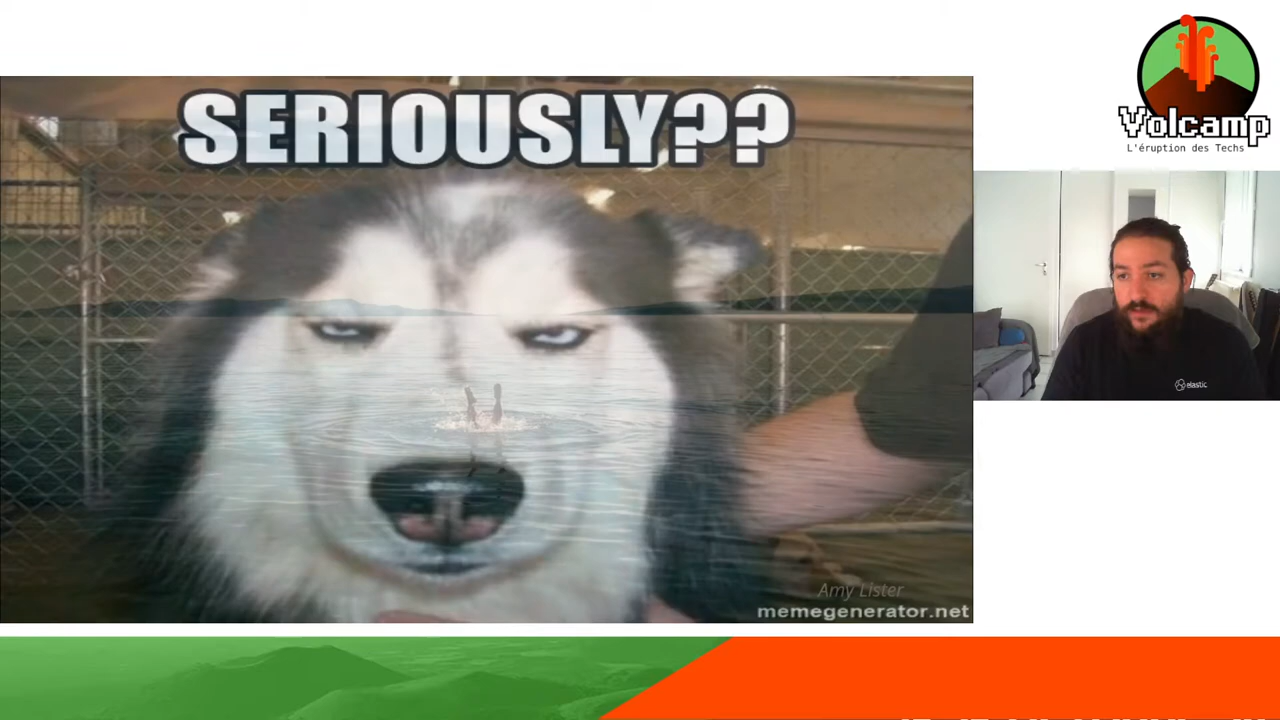 SERIOUSLY??
Amy Lister
memegenerator.net
Volcamp
L'éruption des Techs
elastic